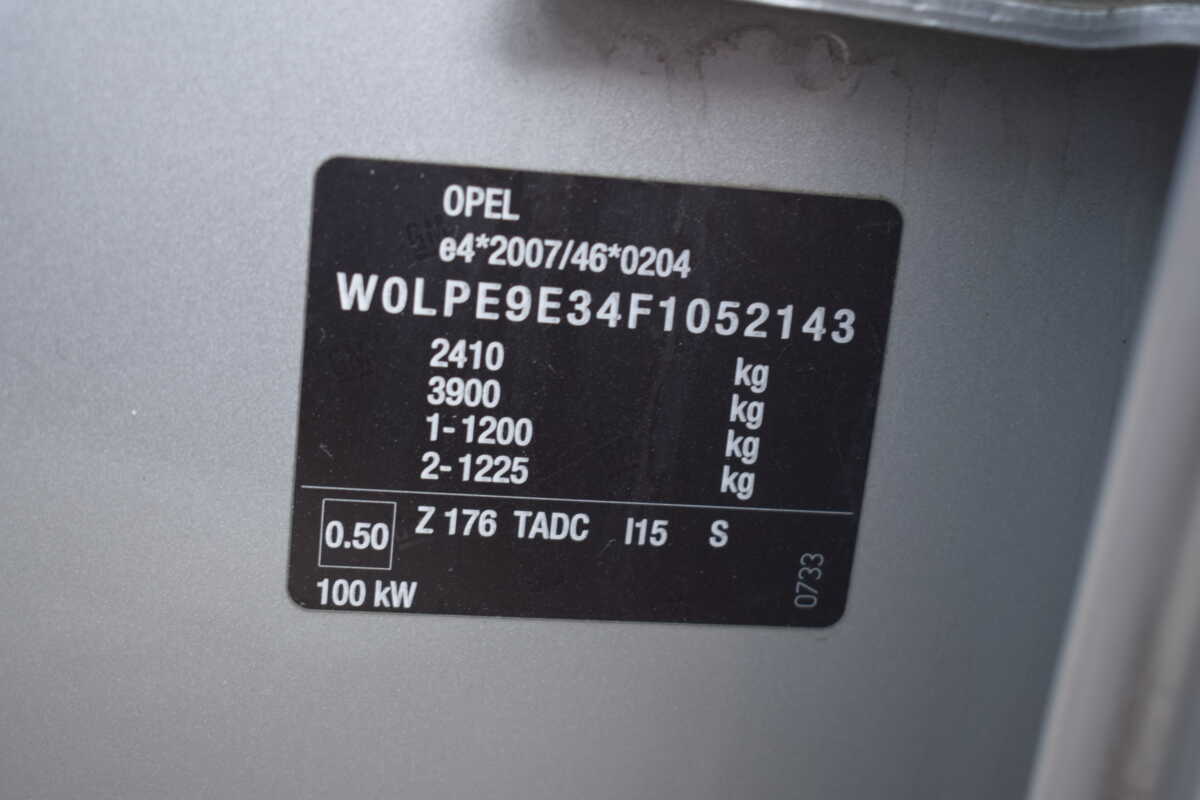 OPEL
e4*2007/46*0204
W0LPE9E34F1052143
2410 kg
3900 kg
1-1200 kg
2-1225 kg
0.50 Z 176 TADC I15 S
100 kW
0733